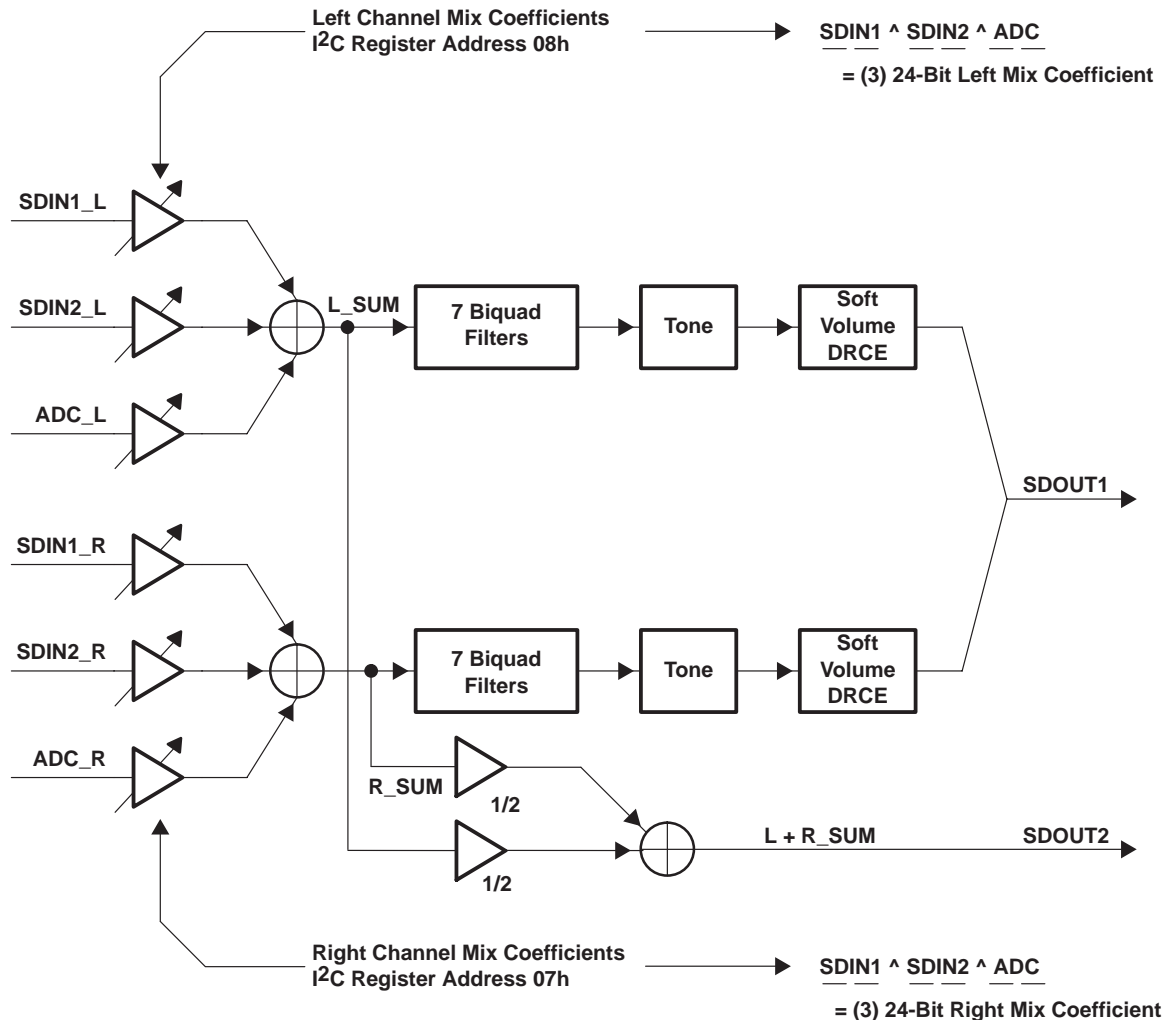 Left Channel Mix Coefficients
I2C Register Address 08h
SDIN1 ^ SDIN2 ^ ADC
= (3) 24-Bit Left Mix Coefficient
SDIN1_L
SDIN2_L
L_SUM
7 Biquad
Filters
Tone
Soft
Volume
DRCE
ADC_L
SDOUT1
SDIN1_R
SDIN2_R
7 Biquad
Filters
Tone
Soft
Volume
DRCE
ADC_R
R_SUM
1/2
L + R_SUM
SDOUT2
1/2
Right Channel Mix Coefficients
I2C Register Address 07h
SDIN1 ^ SDIN2 ^ ADC
= (3) 24-Bit Right Mix Coefficient